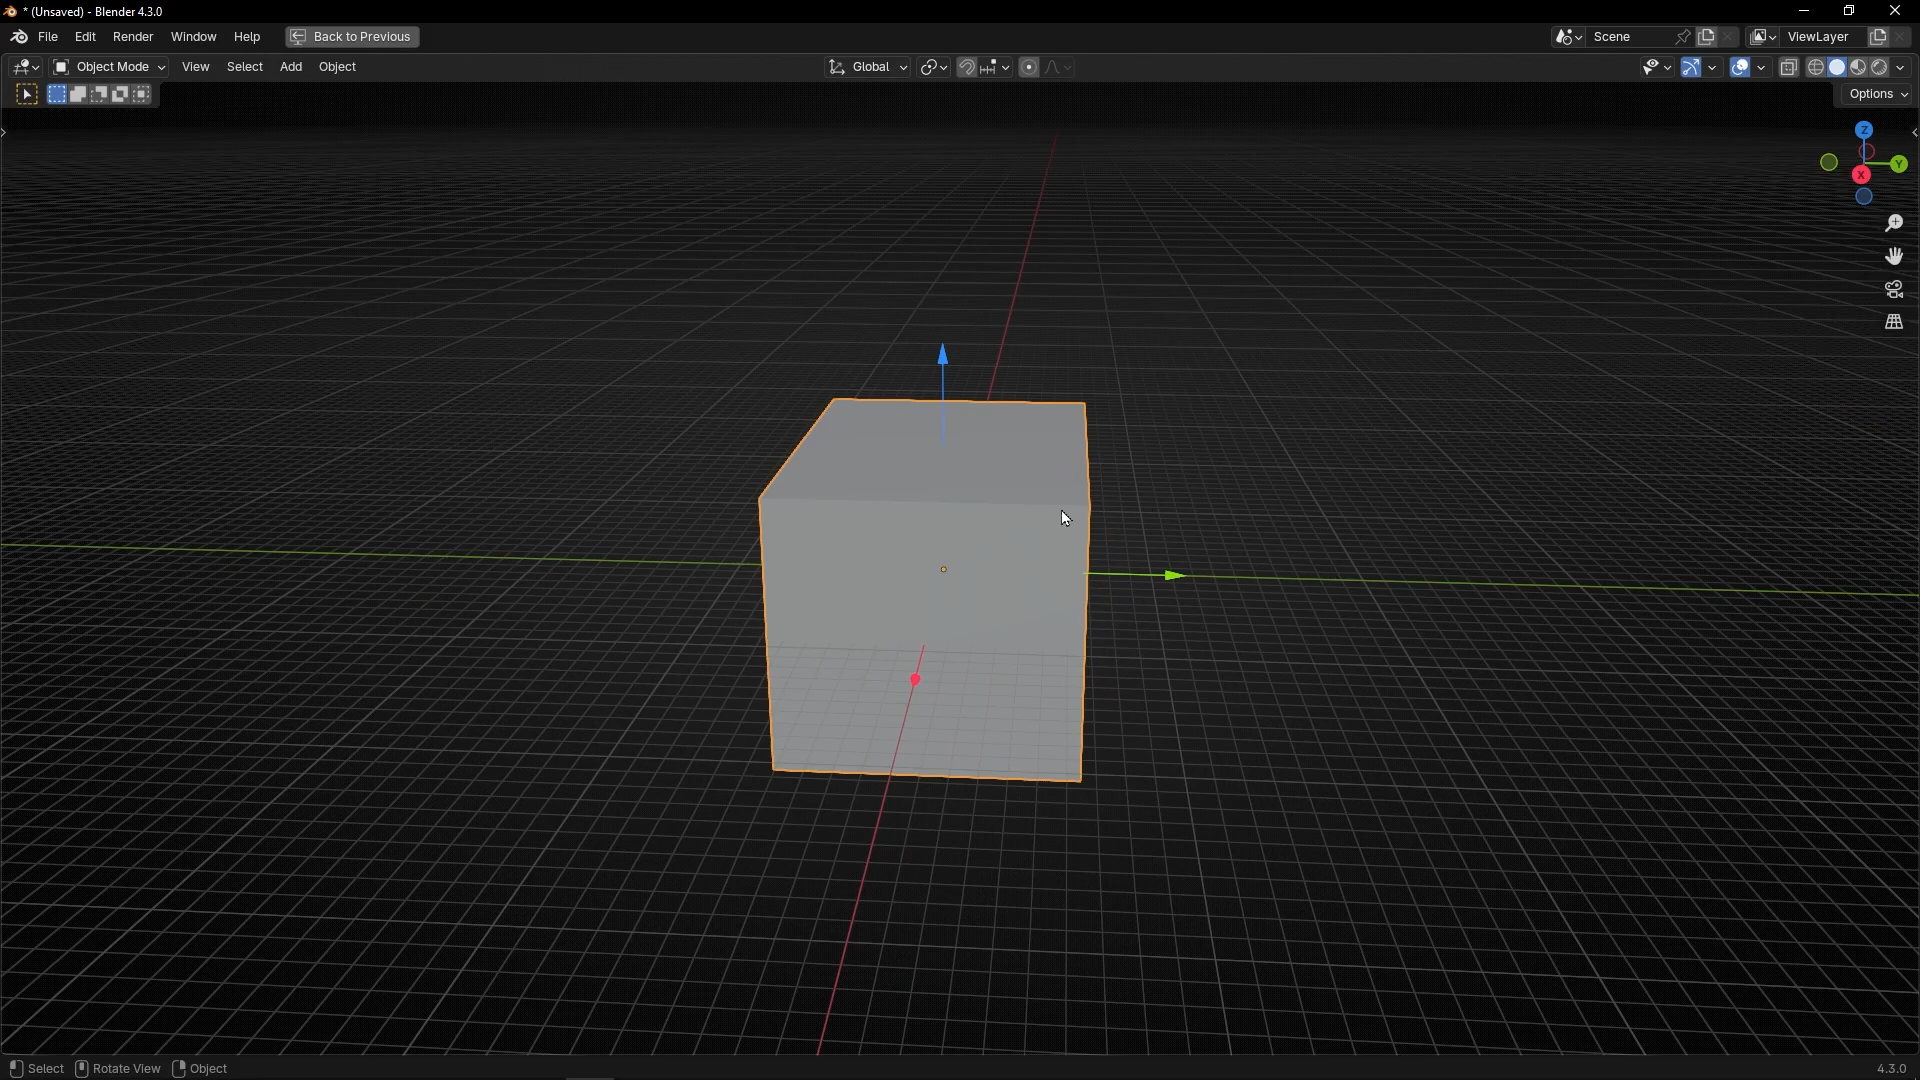 * (Unsaved) - Blender 4.3.0
File Edit Render Window Help Back to Previous Scene ViewLayer
Object Mode View Select Add Object Global
Options
Z
Y
X
Select Rotate View Object 4.3.0